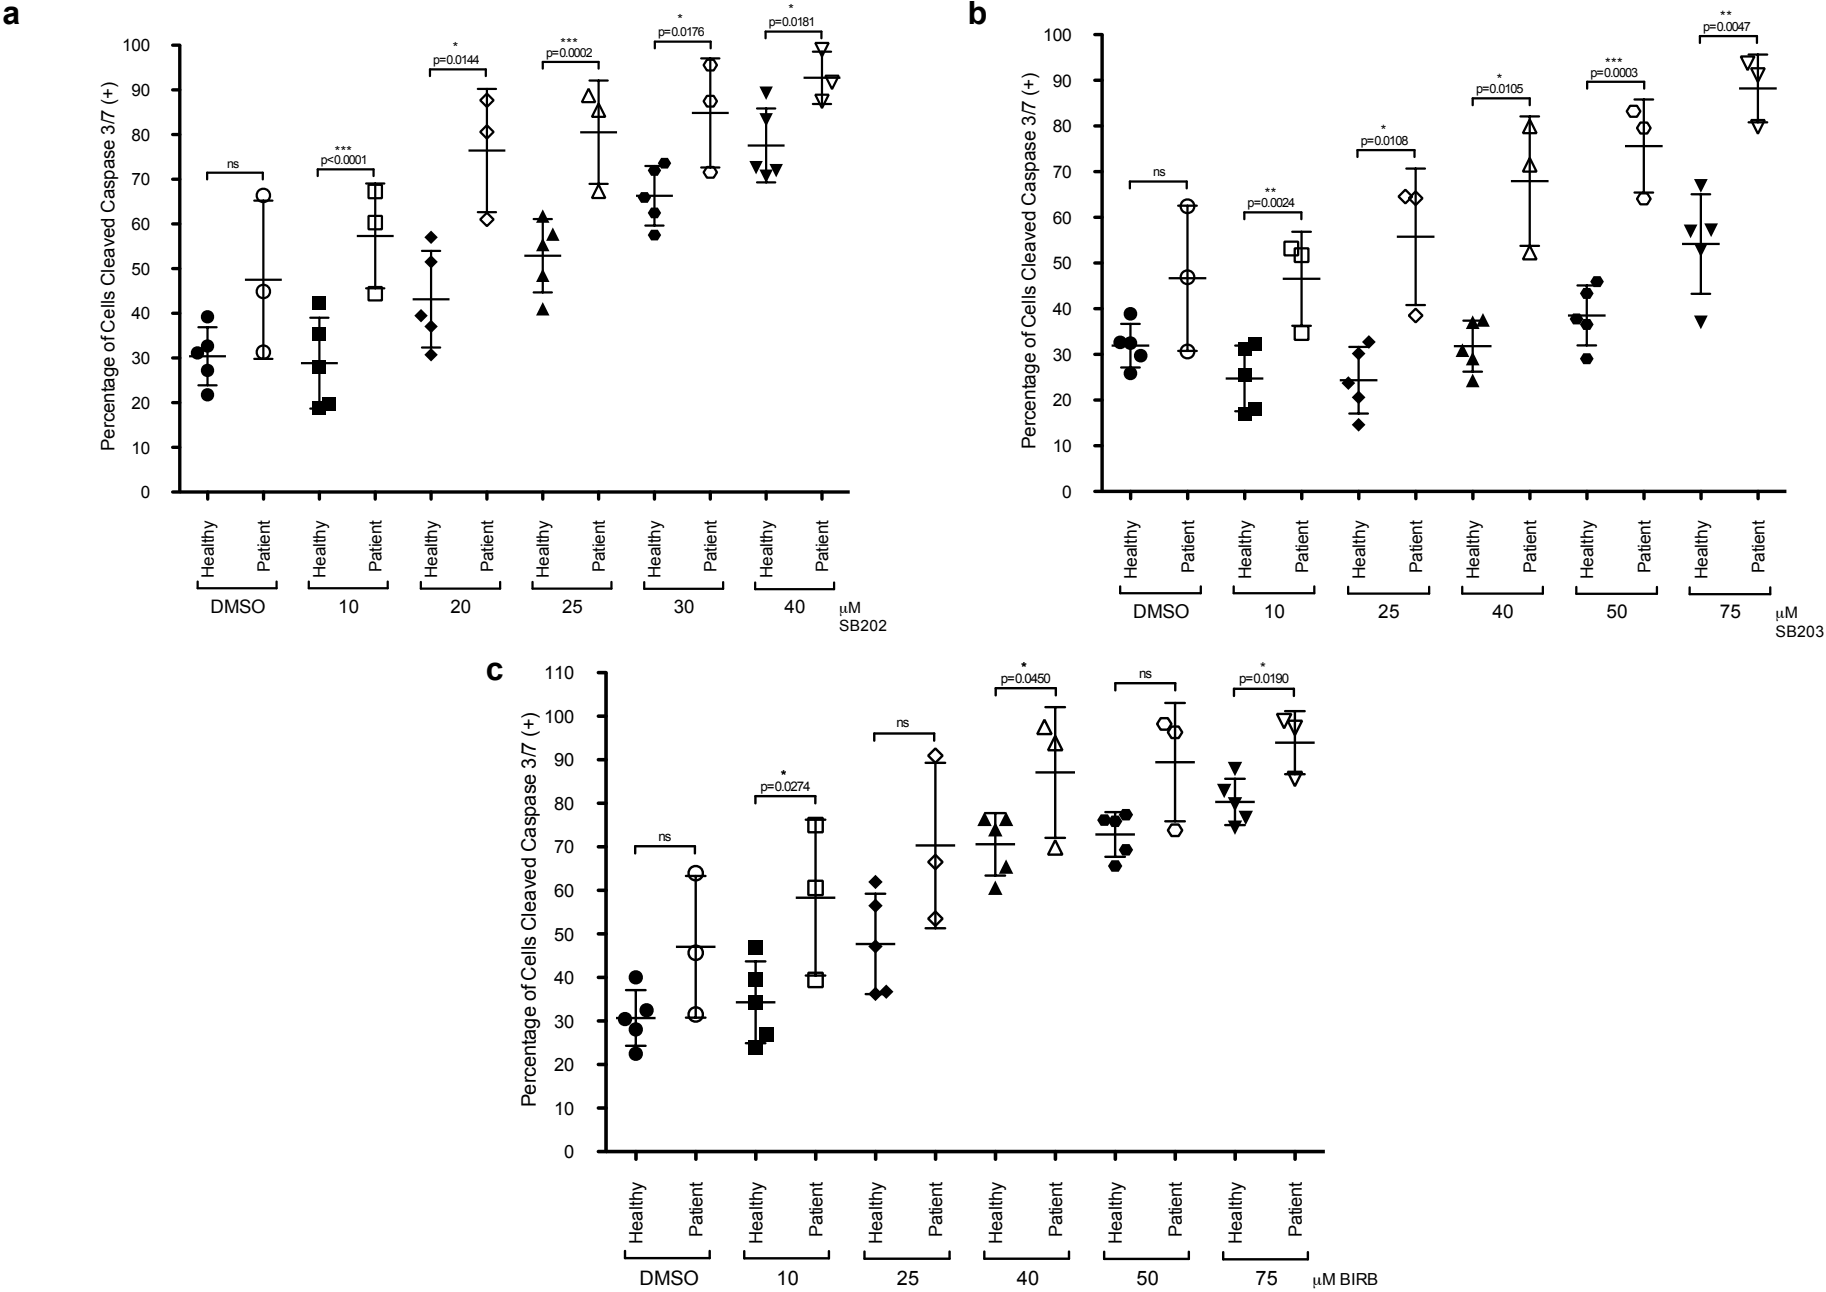 a
Percentage of Cells Cleaved Caspase 3/7 (+)
100
90
80
70
60
50
40
30
20
10
0
ns
***
p<0.0001
*
p=0.0144
***
p=0.0002
*
p=0.0176
*
p=0.0181
Healthy Patient Healthy Patient Healthy Patient Healthy Patient Healthy Patient Healthy Patient
DMSO 10 20 25 30 40 μM
SB202
b
Percentage of Cells Cleaved Caspase 3/7 (+)
100
90
80
70
60
50
40
30
20
10
0
ns
**
p=0.0024
*
p=0.0108
*
p=0.0105
***
p=0.0003
**
p=0.0047
Healthy Patient Healthy Patient Healthy Patient Healthy Patient Healthy Patient Healthy Patient
DMSO 10 25 40 50 75 μM
SB203
c
Percentage of Cells Cleaved Caspase 3/7 (+)
110
100
90
80
70
60
50
40
30
20
10
0
ns
*
p=0.0274
ns
*
p=0.0450
ns
*
p=0.0190
Healthy Patient Healthy Patient Healthy Patient Healthy Patient Healthy Patient Healthy Patient
DMSO 10 25 40 50 75 μM BIRB